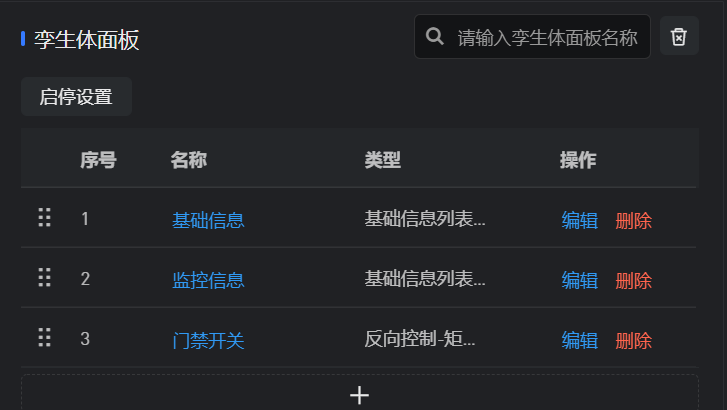 孪生体面板
请输入孪生体面板名称
启停设置
序号 名称 类型 操作
1 基础信息 基础信息列表... 编辑 删除
2 监控信息 基础信息列表... 编辑 删除
3 门禁开关 反向控制-矩... 编辑 删除